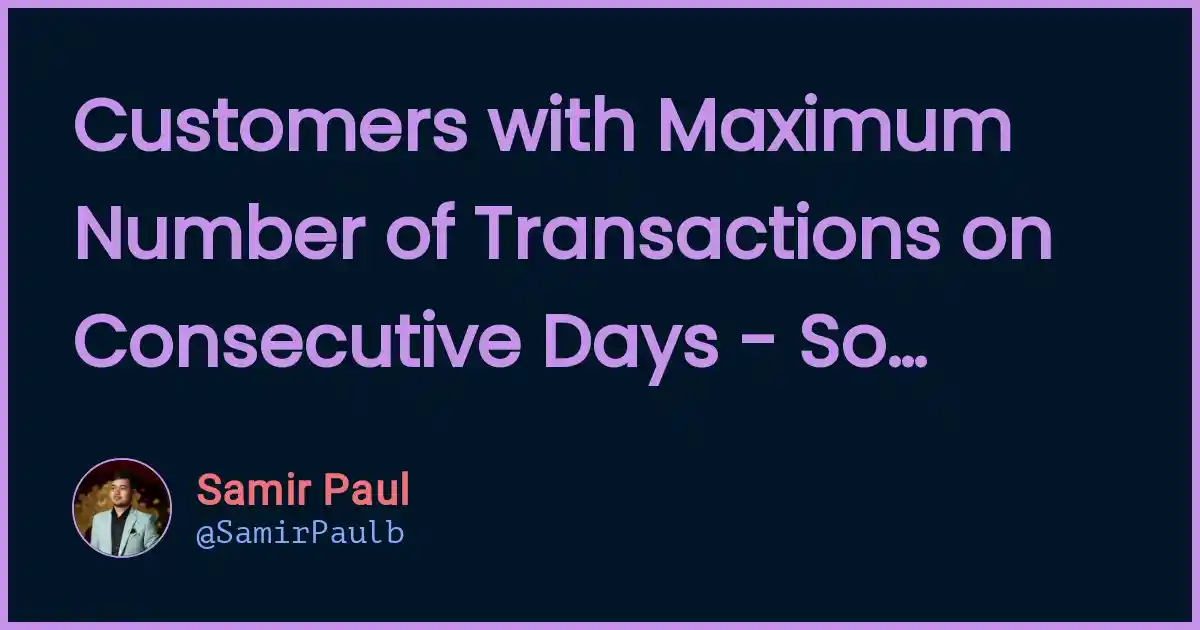 Customers with Maximum
Number of Transactions on
Consecutive Days - So...
Samir Paul
@SamirPaulb